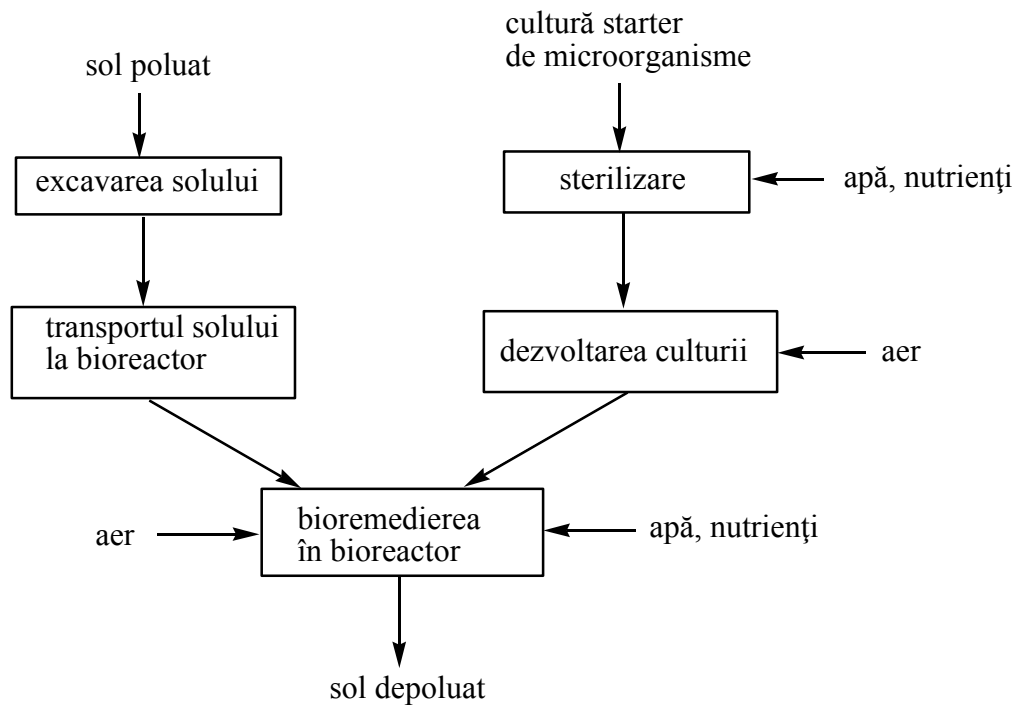 cultură starter
de microorganisme
sol poluat
excavarea solului
sterilizare
apă, nutrienţi
transportul solului
la bioreactor
dezvoltarea culturii
aer
bioremedierea
în bioreactor
aer
apă, nutrienţi
sol depoluat